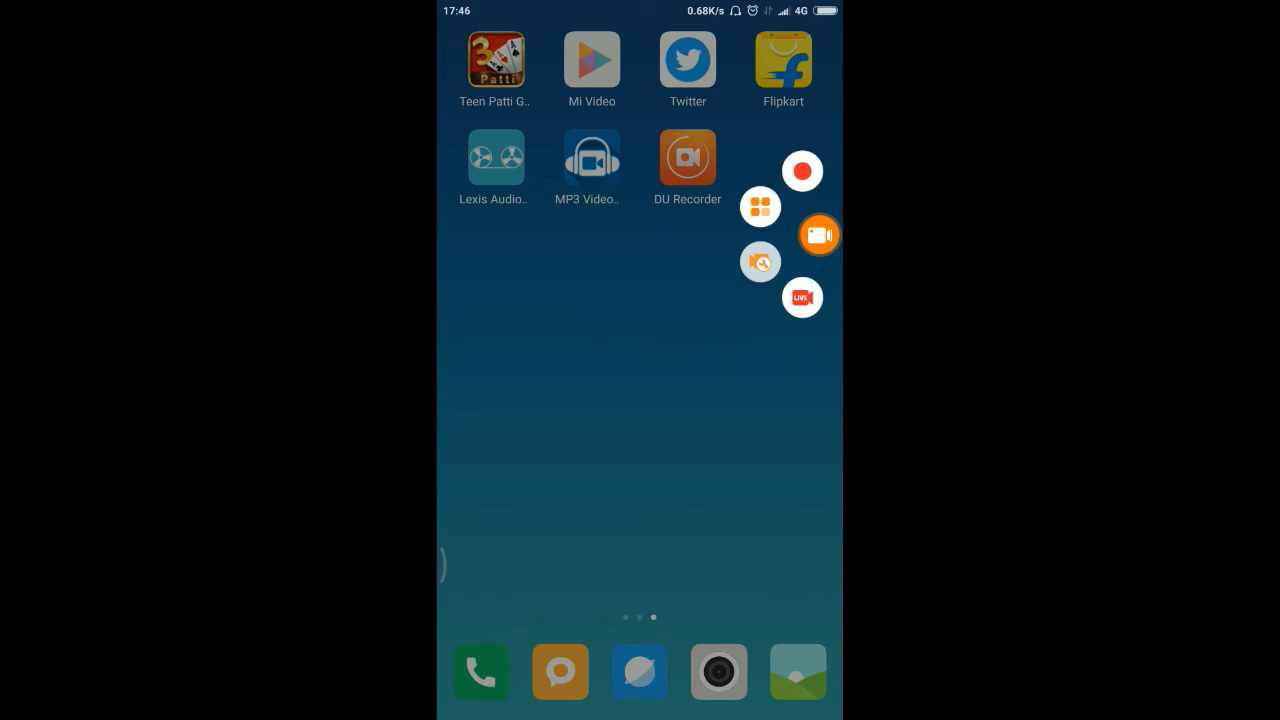 17:46 0.68K/s 4G
3 Patti
Teen Patti G.. Mi Video Twitter Flipkart
Lexis Audio.. MP3 Video.. DU Recorder
LIVE